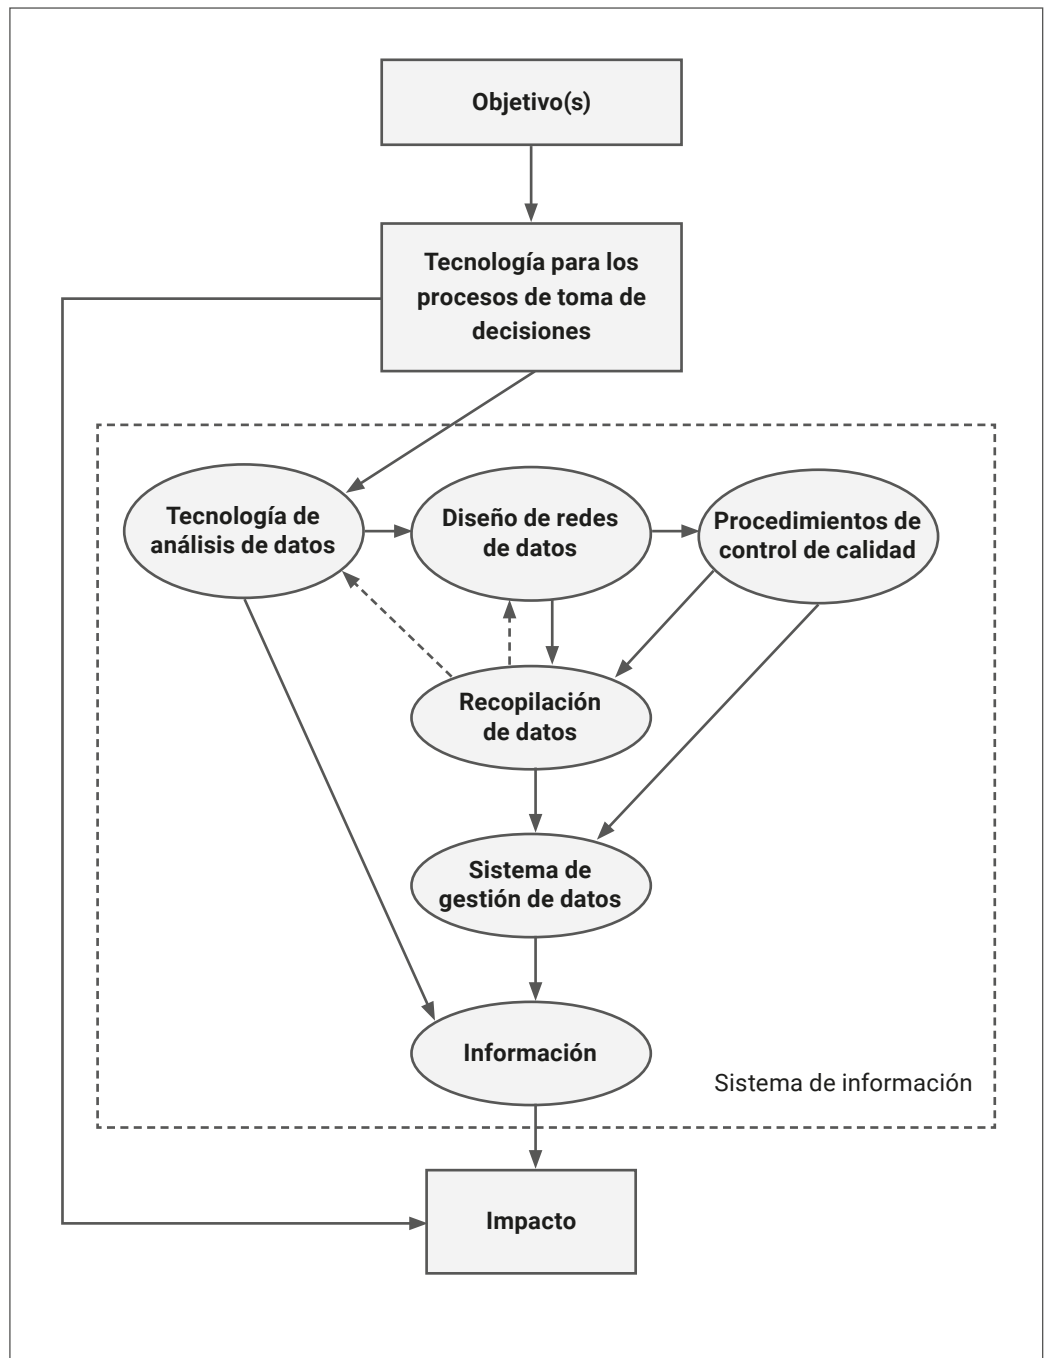 Objetivo(s)
Tecnología para los
procesos de toma de
decisiones
Tecnología de
análisis de datos
Diseño de redes
de datos
Procedimientos de
control de calidad
Recopilación
de datos
Sistema de
gestión de datos
Información
Sistema de información
Impacto